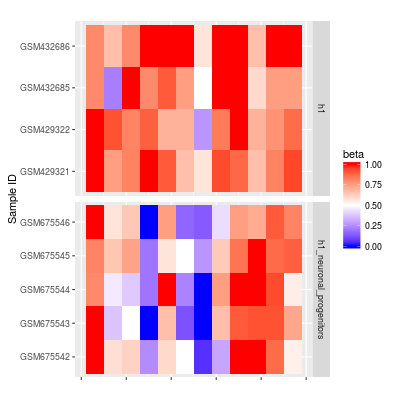 GSM432686
GSM432685
GSM429322
GSM429321
h1
GSM675546
GSM675545
GSM675544
GSM675543
GSM675542
h1_neuronal_progenitors
Sample ID
beta
1.00
0.75
0.50
0.25
0.00